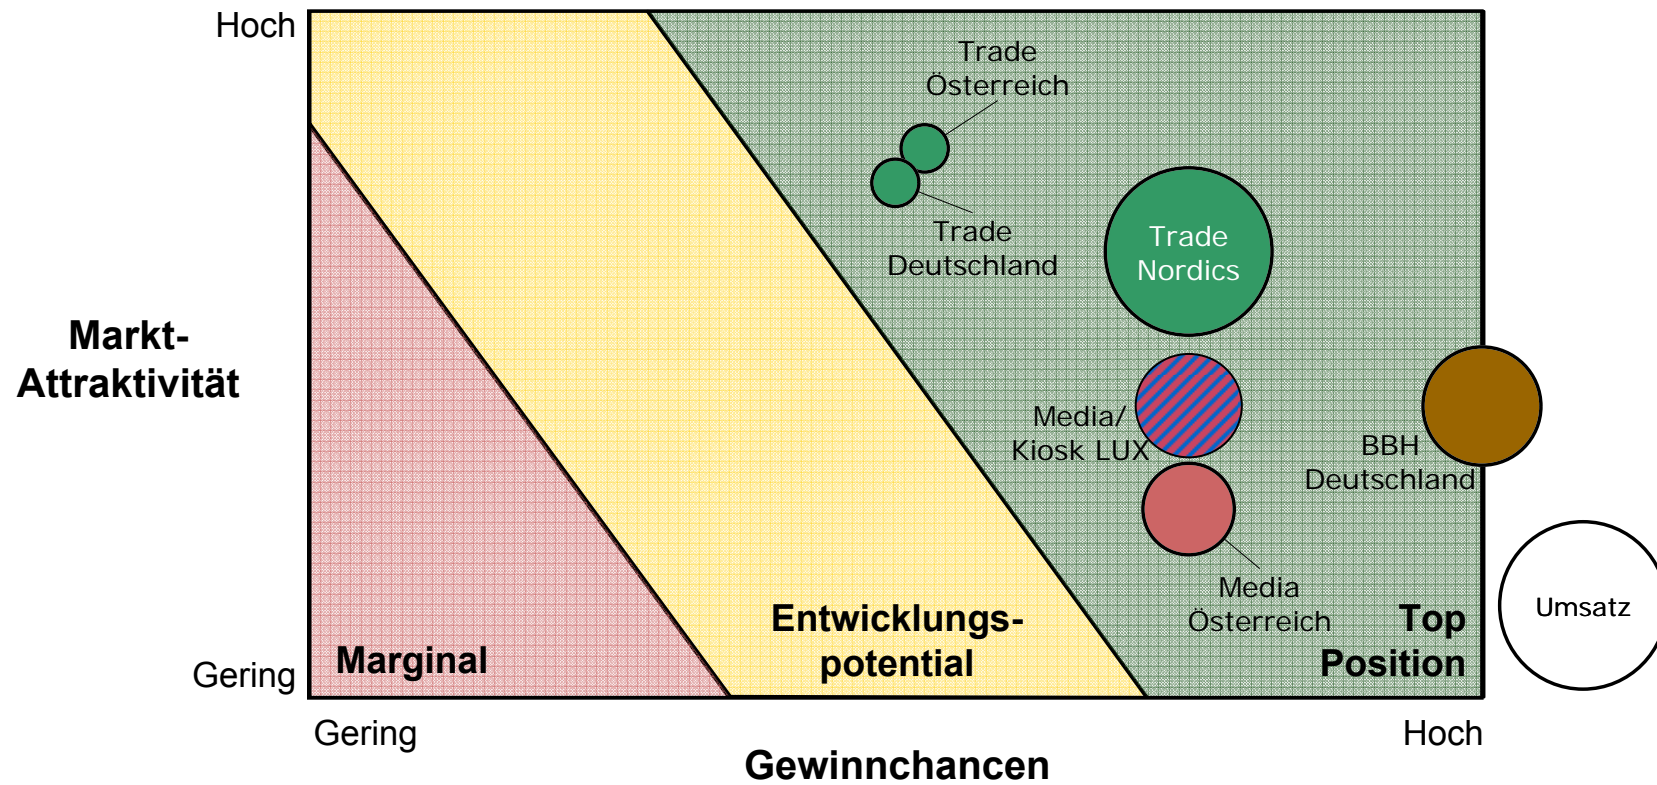 Hoch
Trade
Österreich
Trade
Deutschland
Trade
Nordics
Markt-
Attraktivität
Media/
Kiosk LUX
BBH
Deutschland
Media
Österreich
Umsatz
Entwicklungs-
potential
Top
Position
Marginal
Gering
Gering
Hoch
Gewinnchancen